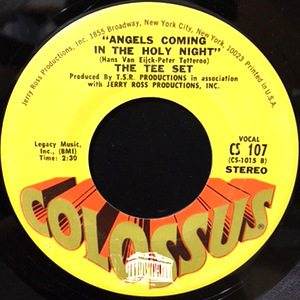 Jerry Ross Productions, Inc. 1855 Broadway, New York City, New York 10023 Printed in U.S.A.
"ANGELS COMING
IN THE HOLY NIGHT"
(Hans Van Eijck-Peter Tetteroo)
THE TEE SET
Produced By T.S.R. PRODUCTIONS in association
with JERRY ROSS PRODUCTIONS, INC.
Legacy Music,
Inc., (BMI)
Time: 2:30
VOCAL
CS 107
(CS-1015 B)
STEREO
COLOSSUS®